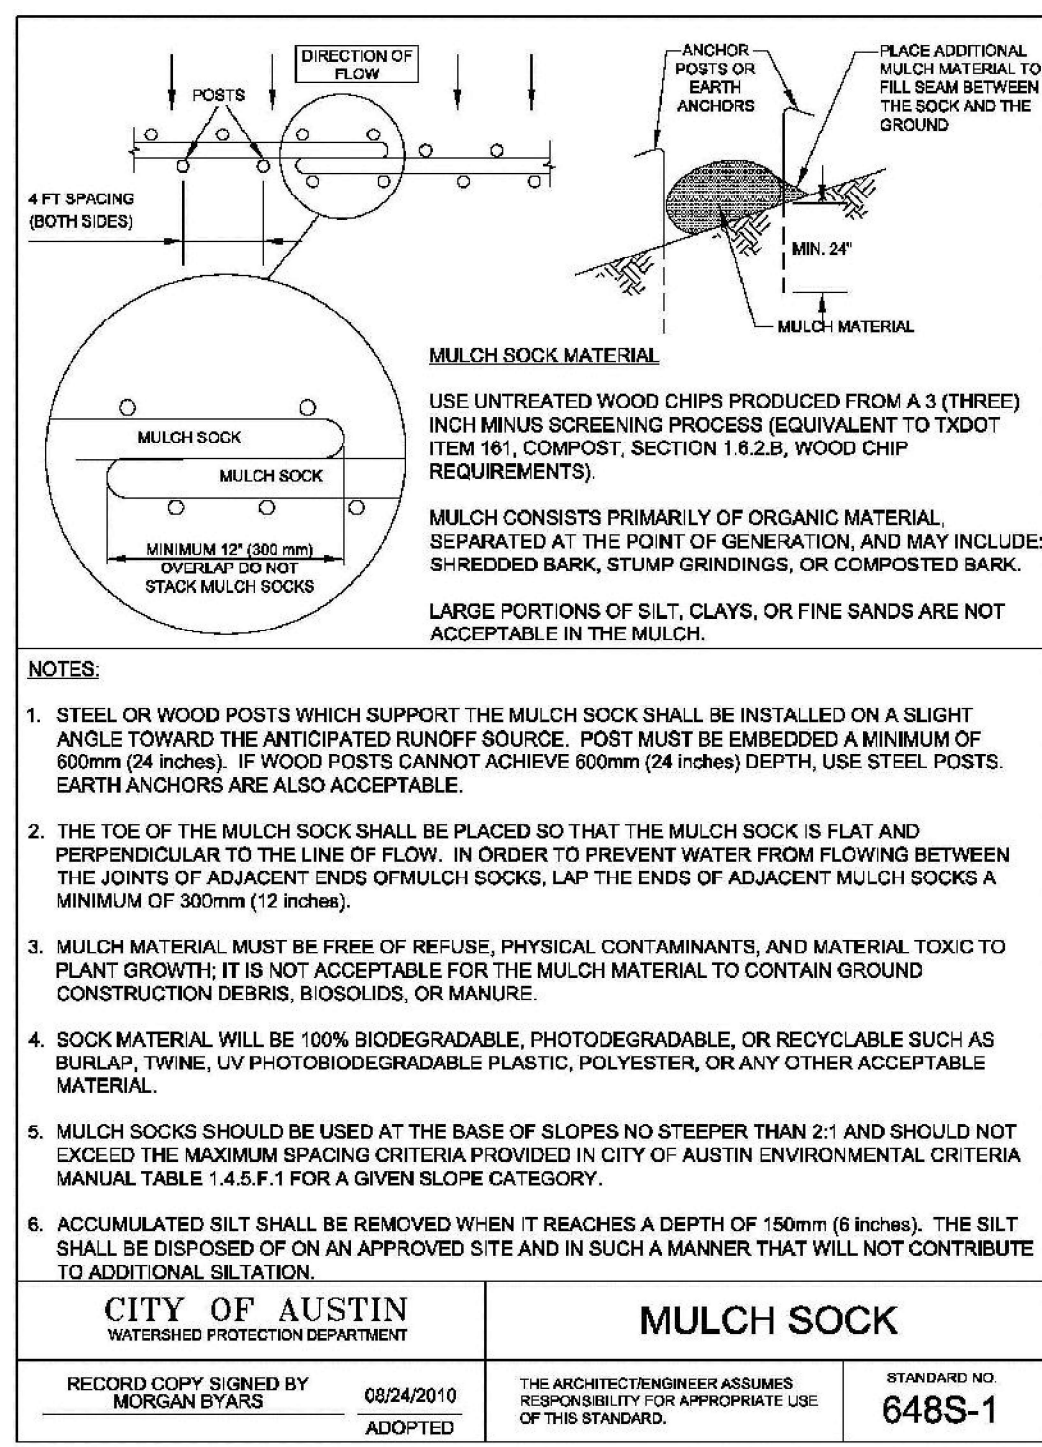 DIRECTION OF
FLOW
POSTS
4 FT SPACING
(BOTH SIDES)
ANCHOR
POSTS OR
EARTH
ANCHORS
PLACE ADDITIONAL
MULCH MATERIAL TO
FILL SEAM BETWEEN
THE SOCK AND THE
GROUND
MIN. 24"
MULCH MATERIAL
MULCH SOCK
MULCH SOCK
MINIMUM 12" (300 mm)
OVERLAP DO NOT
STACK MULCH SOCKS
MULCH SOCK MATERIAL
USE UNTREATED WOOD CHIPS PRODUCED FROM A 3 (THREE)
INCH MINUS SCREENING PROCESS (EQUIVALENT TO TXDOT
ITEM 161, COMPOST, SECTION 1.6.2.B, WOOD CHIP
REQUIREMENTS).
MULCH CONSISTS PRIMARILY OF ORGANIC MATERIAL,
SEPARATED AT THE POINT OF GENERATION, AND MAY INCLUDE:
SHREDDED BARK, STUMP GRINDINGS, OR COMPOSTED BARK.
LARGE PORTIONS OF SILT, CLAYS, OR FINE SANDS ARE NOT
ACCEPTABLE IN THE MULCH.
NOTES:
1. STEEL OR WOOD POSTS WHICH SUPPORT THE MULCH SOCK SHALL BE INSTALLED ON A SLIGHT
ANGLE TOWARD THE ANTICIPATED RUNOFF SOURCE. POST MUST BE EMBEDDED A MINIMUM OF
600mm (24 inches). IF WOOD POSTS CANNOT ACHIEVE 600mm (24 inches) DEPTH, USE STEEL POSTS.
EARTH ANCHORS ARE ALSO ACCEPTABLE.
2. THE TOE OF THE MULCH SOCK SHALL BE PLACED SO THAT THE MULCH SOCK IS FLAT AND
PERPENDICULAR TO THE LINE OF FLOW. IN ORDER TO PREVENT WATER FROM FLOWING BETWEEN
THE JOINTS OF ADJACENT ENDS OFMULCH SOCKS, LAP THE ENDS OF ADJACENT MULCH SOCKS A
MINIMUM OF 300mm (12 inches).
3. MULCH MATERIAL MUST BE FREE OF REFUSE, PHYSICAL CONTAMINANTS, AND MATERIAL TOXIC TO
PLANT GROWTH; IT IS NOT ACCEPTABLE FOR THE MULCH MATERIAL TO CONTAIN GROUND
CONSTRUCTION DEBRIS, BIOSOLIDS, OR MANURE.
4. SOCK MATERIAL WILL BE 100% BIODEGRADABLE, PHOTODEGRADABLE, OR RECYCLABLE SUCH AS
BURLAP, TWINE, UV PHOTOBIODEGRADABLE PLASTIC, POLYESTER, OR ANY OTHER ACCEPTABLE
MATERIAL.
5. MULCH SOCKS SHOULD BE USED AT THE BASE OF SLOPES NO STEEPER THAN 2:1 AND SHOULD NOT
EXCEED THE MAXIMUM SPACING CRITERIA PROVIDED IN CITY OF AUSTIN ENVIRONMENTAL CRITERIA
MANUAL TABLE 1.4.5.F.1 FOR A GIVEN SLOPE CATEGORY.
6. ACCUMULATED SILT SHALL BE REMOVED WHEN IT REACHES A DEPTH OF 150mm (6 inches). THE SILT
SHALL BE DISPOSED OF ON AN APPROVED SITE AND IN SUCH A MANNER THAT WILL NOT CONTRIBUTE
TO ADDITIONAL SILTATION.
CITY OF AUSTIN
WATERSHED PROTECTION DEPARTMENT
MULCH SOCK
RECORD COPY SIGNED BY
MORGAN BYARS
08/24/2010
ADOPTED
THE ARCHITECT/ENGINEER ASSUMES
RESPONSIBILITY FOR APPROPRIATE USE
OF THIS STANDARD.
STANDARD NO.
648S-1